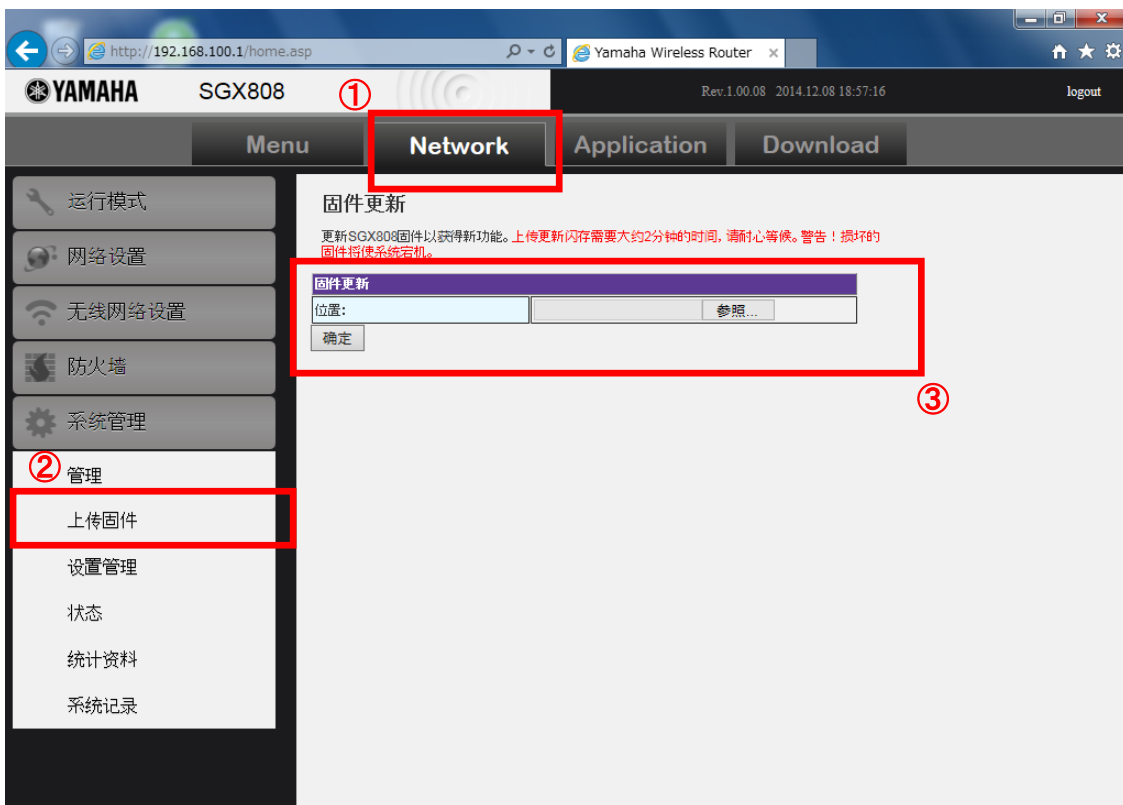 http://192.168.100.1/home.asp
Yamaha Wireless Router
YAMAHA SGX808
Rev.1.00.08 2014.12.08 18:57:16
logout
①
Menu
Network
Application
Download
运行模式
网络设置
无线网络设置
防火墙
系统管理
②
管理
上传固件
设置管理
状态
统计资料
系统记录
固件更新
更新SGX808固件以获得新功能。上传更新闪存需要大约2分钟的时间, 请耐心等候。警告！损坏的
固件将使系统宕机。
固件更新
位置:
参照...
确定
③